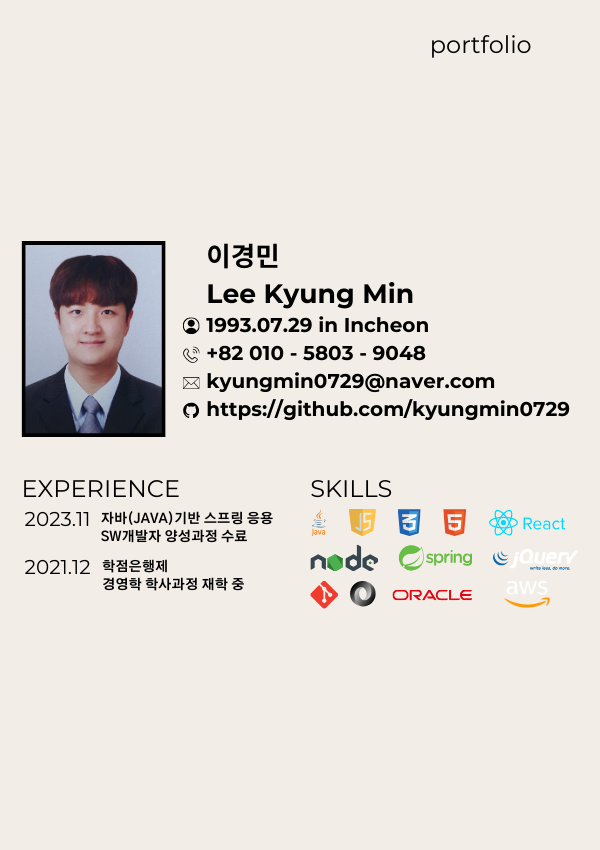 portfolio
이경민
Lee Kyung Min
1993.07.29 in Incheon
+82 010 - 5803 - 9048
kyungmin0729@naver.com
https://github.com/kyungmin0729
EXPERIENCE
2023.11 자바(JAVA)기반 스프링 응용
SW개발자 양성과정 수료
2021.12 학점은행제
경영학 학사과정 재학 중
SKILLS
Java JS 3 5 React
node spring jQuery
write less, do more.
ORACLE aws